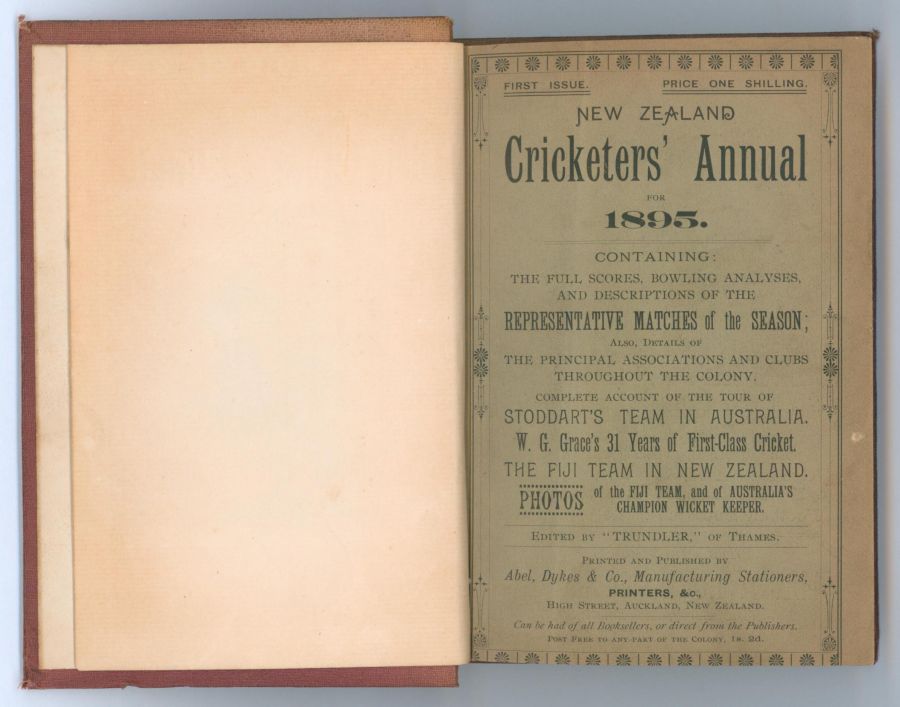 FIRST ISSUE. PRICE ONE SHILLING.
NEW ZEALAND
Cricketers' Annual
FOR
1895.
CONTAINING:
THE FULL SCORES, BOWLING ANALYSES,
AND DESCRIPTIONS OF THE
REPRESENTATIVE MATCHES of the SEASON;
ALSO, DETAILS OF
THE PRINCIPAL ASSOCIATIONS AND CLUBS
THROUGHOUT THE COLONY.
COMPLETE ACCOUNT OF THE TOUR OF
STODDART'S TEAM IN AUSTRALIA.
W. G. Grace's 31 Years of First-Class Cricket.
THE FIJI TEAM IN NEW ZEALAND.
PHOTOS of the FIJI TEAM, and of AUSTRALIA'S
CHAMPION WICKET KEEPER.
EDITED BY "TRUNDLER," OF THAMES.
PRINTED AND PUBLISHED BY
Abel, Dykes & Co., Manufacturing Stationers,
PRINTERS, &c.,
HIGH STREET, AUCKLAND, NEW ZEALAND.
Can be had of all Booksellers, or direct from the Publishers.
POST FREE TO ANY PART OF THE COLONY, 1s. 2d.